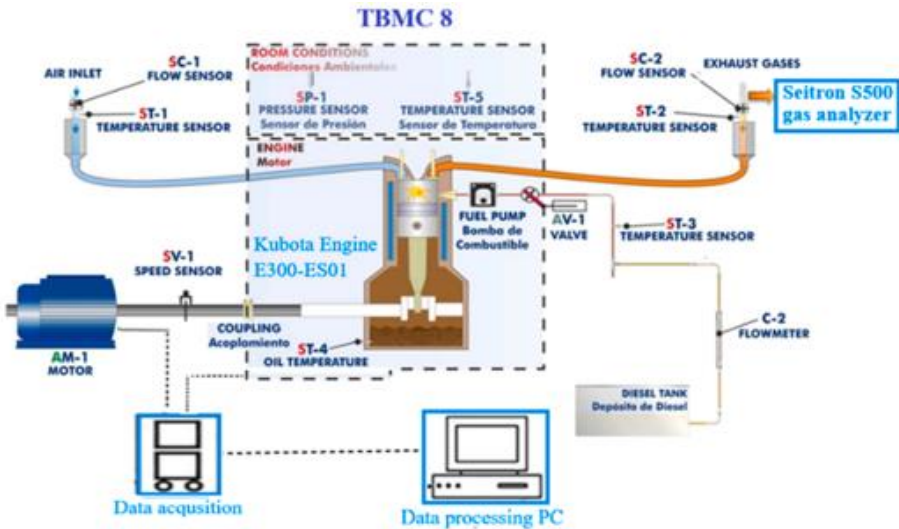 TBMC 8
ROOM CONDITIONS
Condiciones Ambientales
SP-1
PRESSURE SENSOR
Sensor de Presión
ST-5
TEMPERATURE SENSOR
Sensor de Temperatura
AIR INLET
SC-1
FLOW SENSOR
ST-1
TEMPERATURE SENSOR
SC-2
FLOW SENSOR
EXHAUST GASES
ST-2
TEMPERATURE SENSOR
Seitron S500
gas analyzer
ENGINE
Motor
Kubota Engine
E300-ES01
FUEL PUMP
Bomba de
Combustible
AV-1
VALVE
ST-3
TEMPERATURE SENSOR
SV-1
SPEED SENSOR
COUPLING
Acoplamiento
ST-4
OIL TEMPERATURE
AM-1
MOTOR
C-2
FLOWMETER
DIESEL TANK
Depósito de Diesel
Data acqusition
Data processing PC